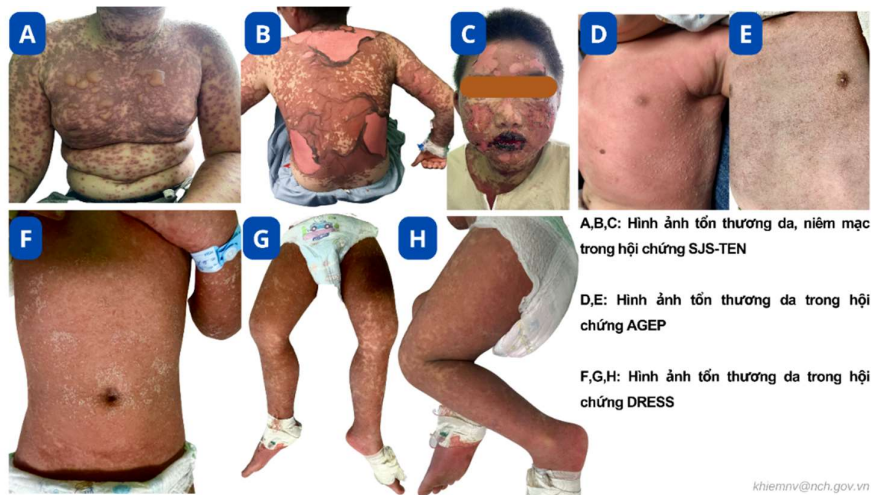 A
B
C
D
E
F
G
H
A,B,C: Hình ảnh tổn thương da, niêm mạc
trong hội chứng SJS-TEN
D,E: Hình ảnh tổn thương da trong hội
chứng AGEP
F,G,H: Hình ảnh tổn thương da trong hội
chứng DRESS
khiemnv@nch.gov.vn